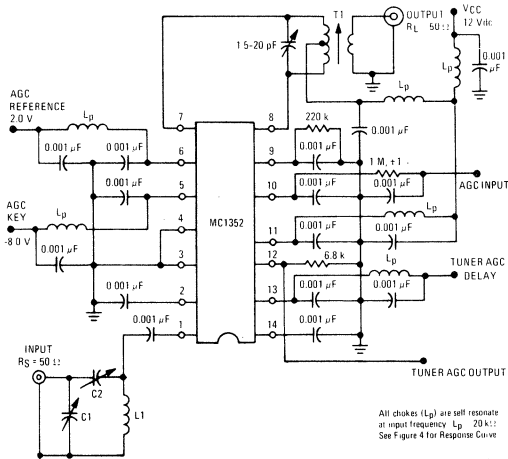 T1
OUTPUT
RL 50 Ω
VCC
12 Vdc
1 5-20 pF
0.001
µF
Lp
AGC
REFERENCE
2.0 V
Lp
Lp
7
8
220 k
0.001 µF
0.001 µF
0.001 µF
6
9
0.001 µF
0.001 µF
1 M, +1 -
5
10
0.001 µF
AGC INPUT
AGC
KEY
-8.0 V
Lp
4
MC1352
0.001 µF
Lp
11
0.001 µF
0.001 µF
3
12
6.8 k
Lp
TUNER AGC
DELAY
0.001 µF
2
13
0.001 µF
0.001 µF
0.001 µF
1
14
0.001 µF
INPUT
RS = 50 Ω
C2
C1
L1
TUNER AGC OUTPUT
All chokes (Lp) are self resonate
at input frequency Lp 20 kΩ
See Figure 4 for Response Curve